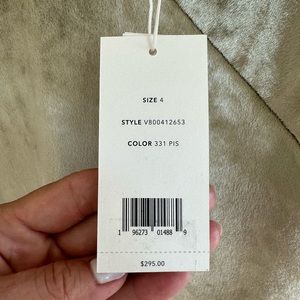 SIZE 4
STYLE V800412653
COLOR 331 PIS
1 96273 01488 9
$295.00